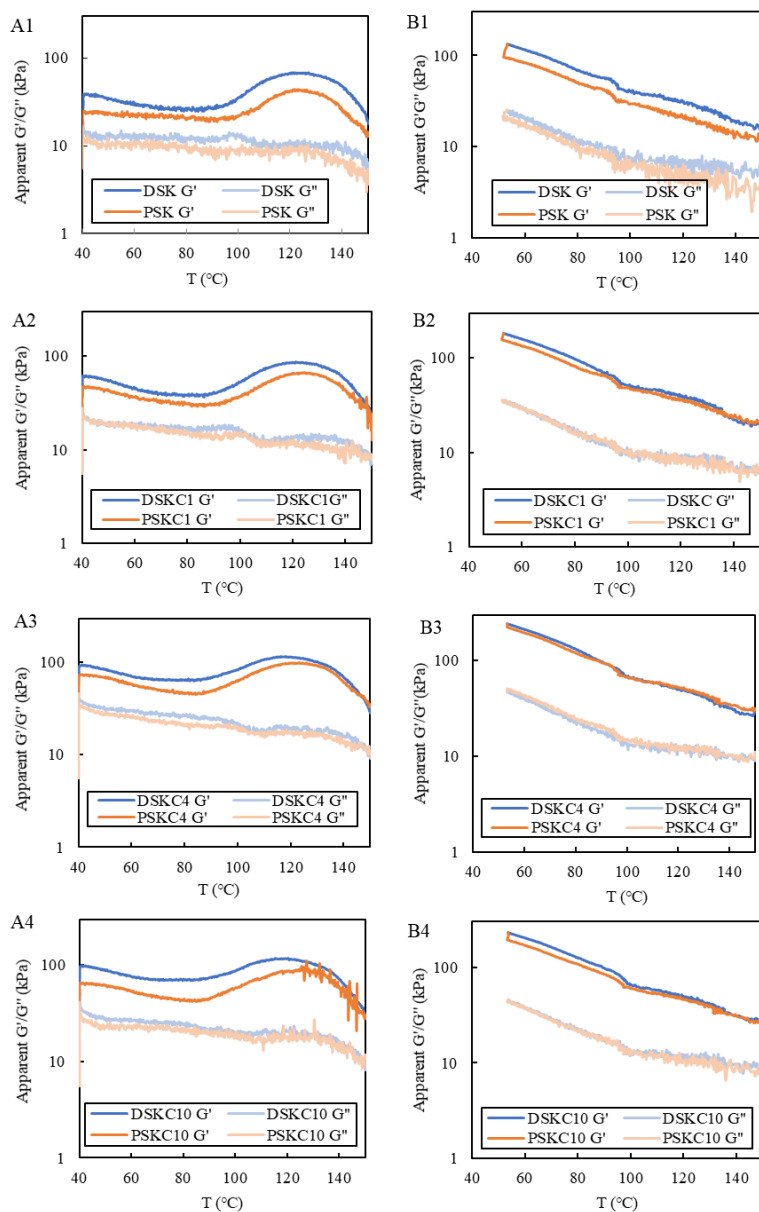 A1
Apparent G'/G" (kPa)
100
10
1
DSK G' DSK G"
PSK G' PSK G"
40 60 80 100 120 140
T (°C)
B1
Apparent G'G" (kPa)
100
10
1
DSK G' DSK G"
PSK G' PSK G"
40 60 80 100 120 140
T (°C)
A2
Apparent G'/G" (kPa)
100
10
1
DSKC1 G' DSKC1G"
PSKC1 G' PSKC1 G"
40 60 80 100 120 140
T (°C)
B2
Apparent G'/G" (kPa)
100
10
1
DSKC1 G' DSKC G"
PSKC1 G' PSKC1 G"
40 60 80 100 120 140
T (°C)
A3
Apparent G'/G" (kPa)
100
10
1
DSKC4 G' DSKC4 G"
PSKC4 G' PSKC4 G"
40 60 80 100 120 140
T (°C)
B3
Apparent G'/G" (kPa)
100
10
1
DSKC4 G' DSKC4 G"
PSKC4 G' PSKC4 G"
40 60 80 100 120 140
T (°C)
A4
Apparent G'/G" (kPa)
100
10
1
DSKC10 G' DSKC10 G"
PSKC10 G' PSKC10 G"
40 60 80 100 120 140
T (°C)
B4
Apparent G'/G" (kPa)
100
10
1
DSKC10 G' DSKC10 G"
PSKC10 G' PSKC10 G"
40 60 80 100 120 140
T (°C)